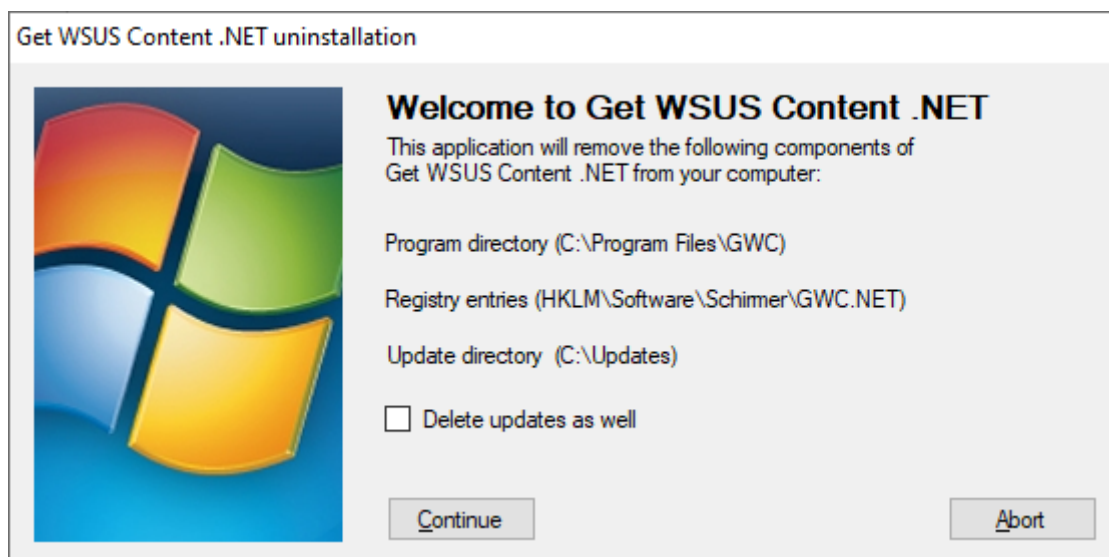 Get WSUS Content .NET uninstallation
Welcome to Get WSUS Content .NET
This application will remove the following components of
Get WSUS Content .NET from your computer:
Program directory (C:\Program Files\GWC)
Registry entries (HKLM\Software\Schirmer\GWC.NET)
Update directory  (C:\Updates)
Delete updates as well
Continue
Abort